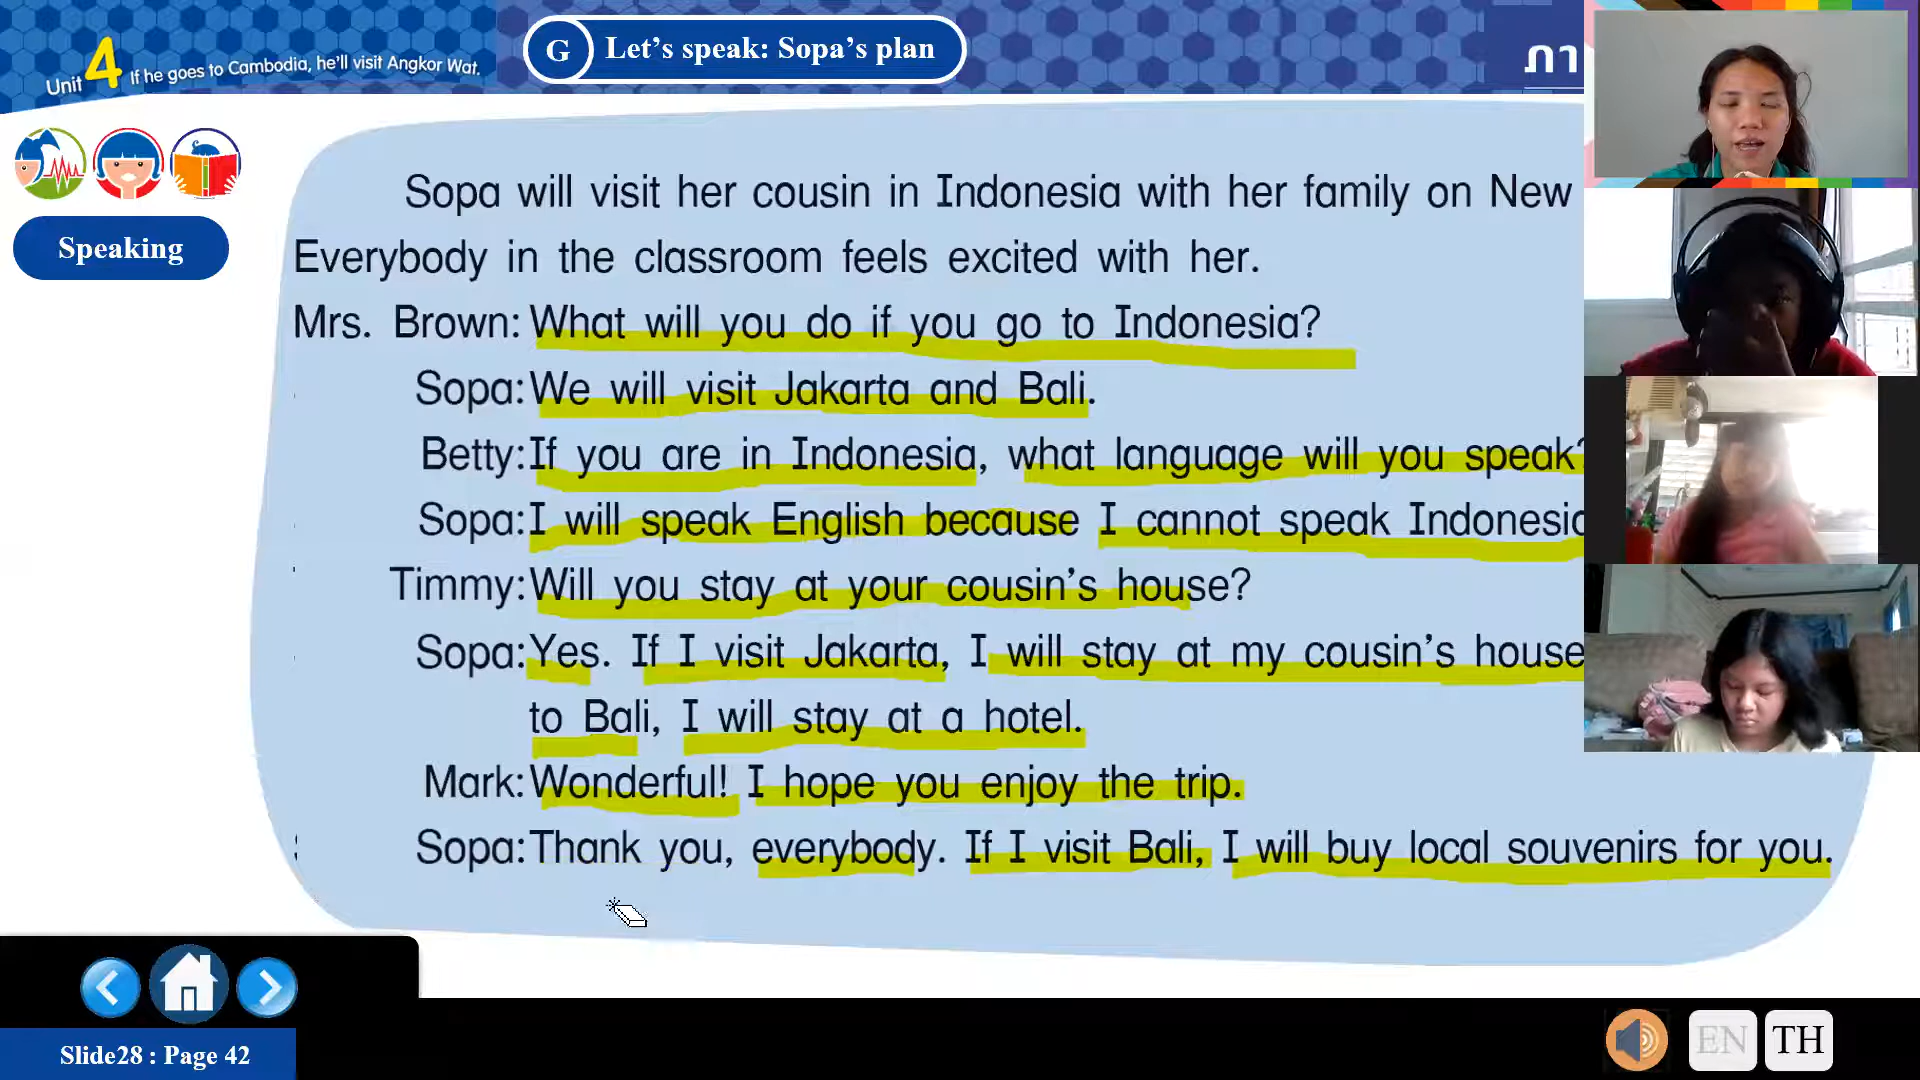 Unit 4 If he goes to Cambodia, he'll visit Angkor Wat.
G Let's speak: Sopa's plan
ภา
Speaking
Sopa will visit her cousin in Indonesia with her family on New
Everybody in the classroom feels excited with her.
Mrs. Brown: What will you do if you go to Indonesia?
Sopa: We will visit Jakarta and Bali.
Betty: If you are in Indonesia, what language will you speak?
Sopa: I will speak English because I cannot speak
Timmy: Will you stay at your cousin's house?
Sopa: Yes. If I visit Jakarta, I will stay at my cousin's house
to Bali, I will stay at a hotel.
Mark: Wonderful! I hope you enjoy the trip.
Sopa: Thank you, everybody. If I visit Bali, I will buy local souvenirs for you.
Slide28 : Page 42
EN TH